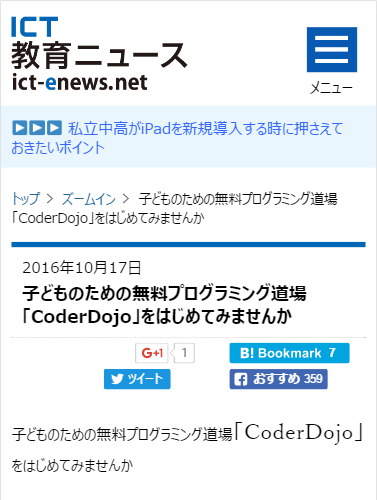 ICT
教育ニュース
ict-enews.net
メニュー
▶▶▶ 私立中高がiPadを新規導入する時に押さえて
おきたいポイント
トップ > ズームイン > 子どものための無料プログラミング道場
「CoderDojo」をはじめてみませんか
2016年10月17日
子どものための無料プログラミング道場
「CoderDojo」をはじめてみませんか
G+1 1
B! Bookmark 7
ツイート
おすすめ 359
子どものための無料プログラミング道場「CoderDojo」
をはじめてみませんか